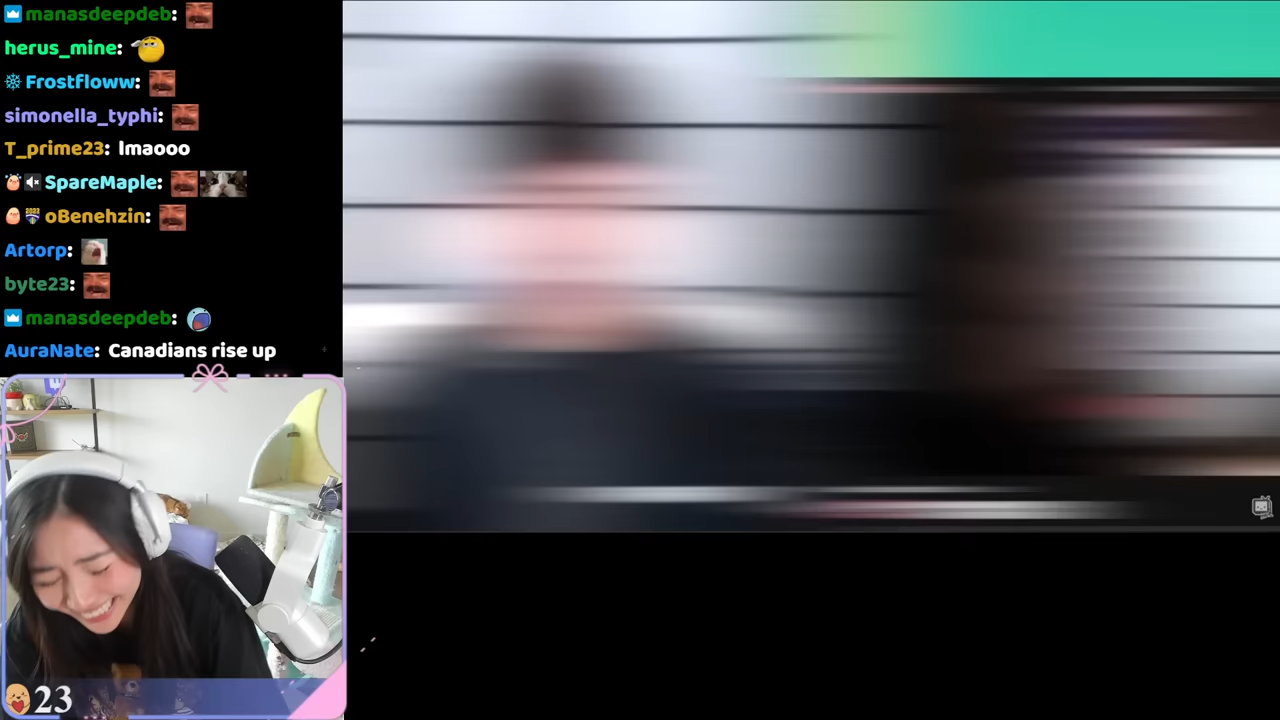 manasdeepdeb:
herus_mine:
Frostfloww:
simonella_typhi:
T_prime23: lmaooo
SpareMaple:
oBenehzin:
Artorp:
byte23:
manasdeepdeb:
AuraNate: Canadians rise up
23